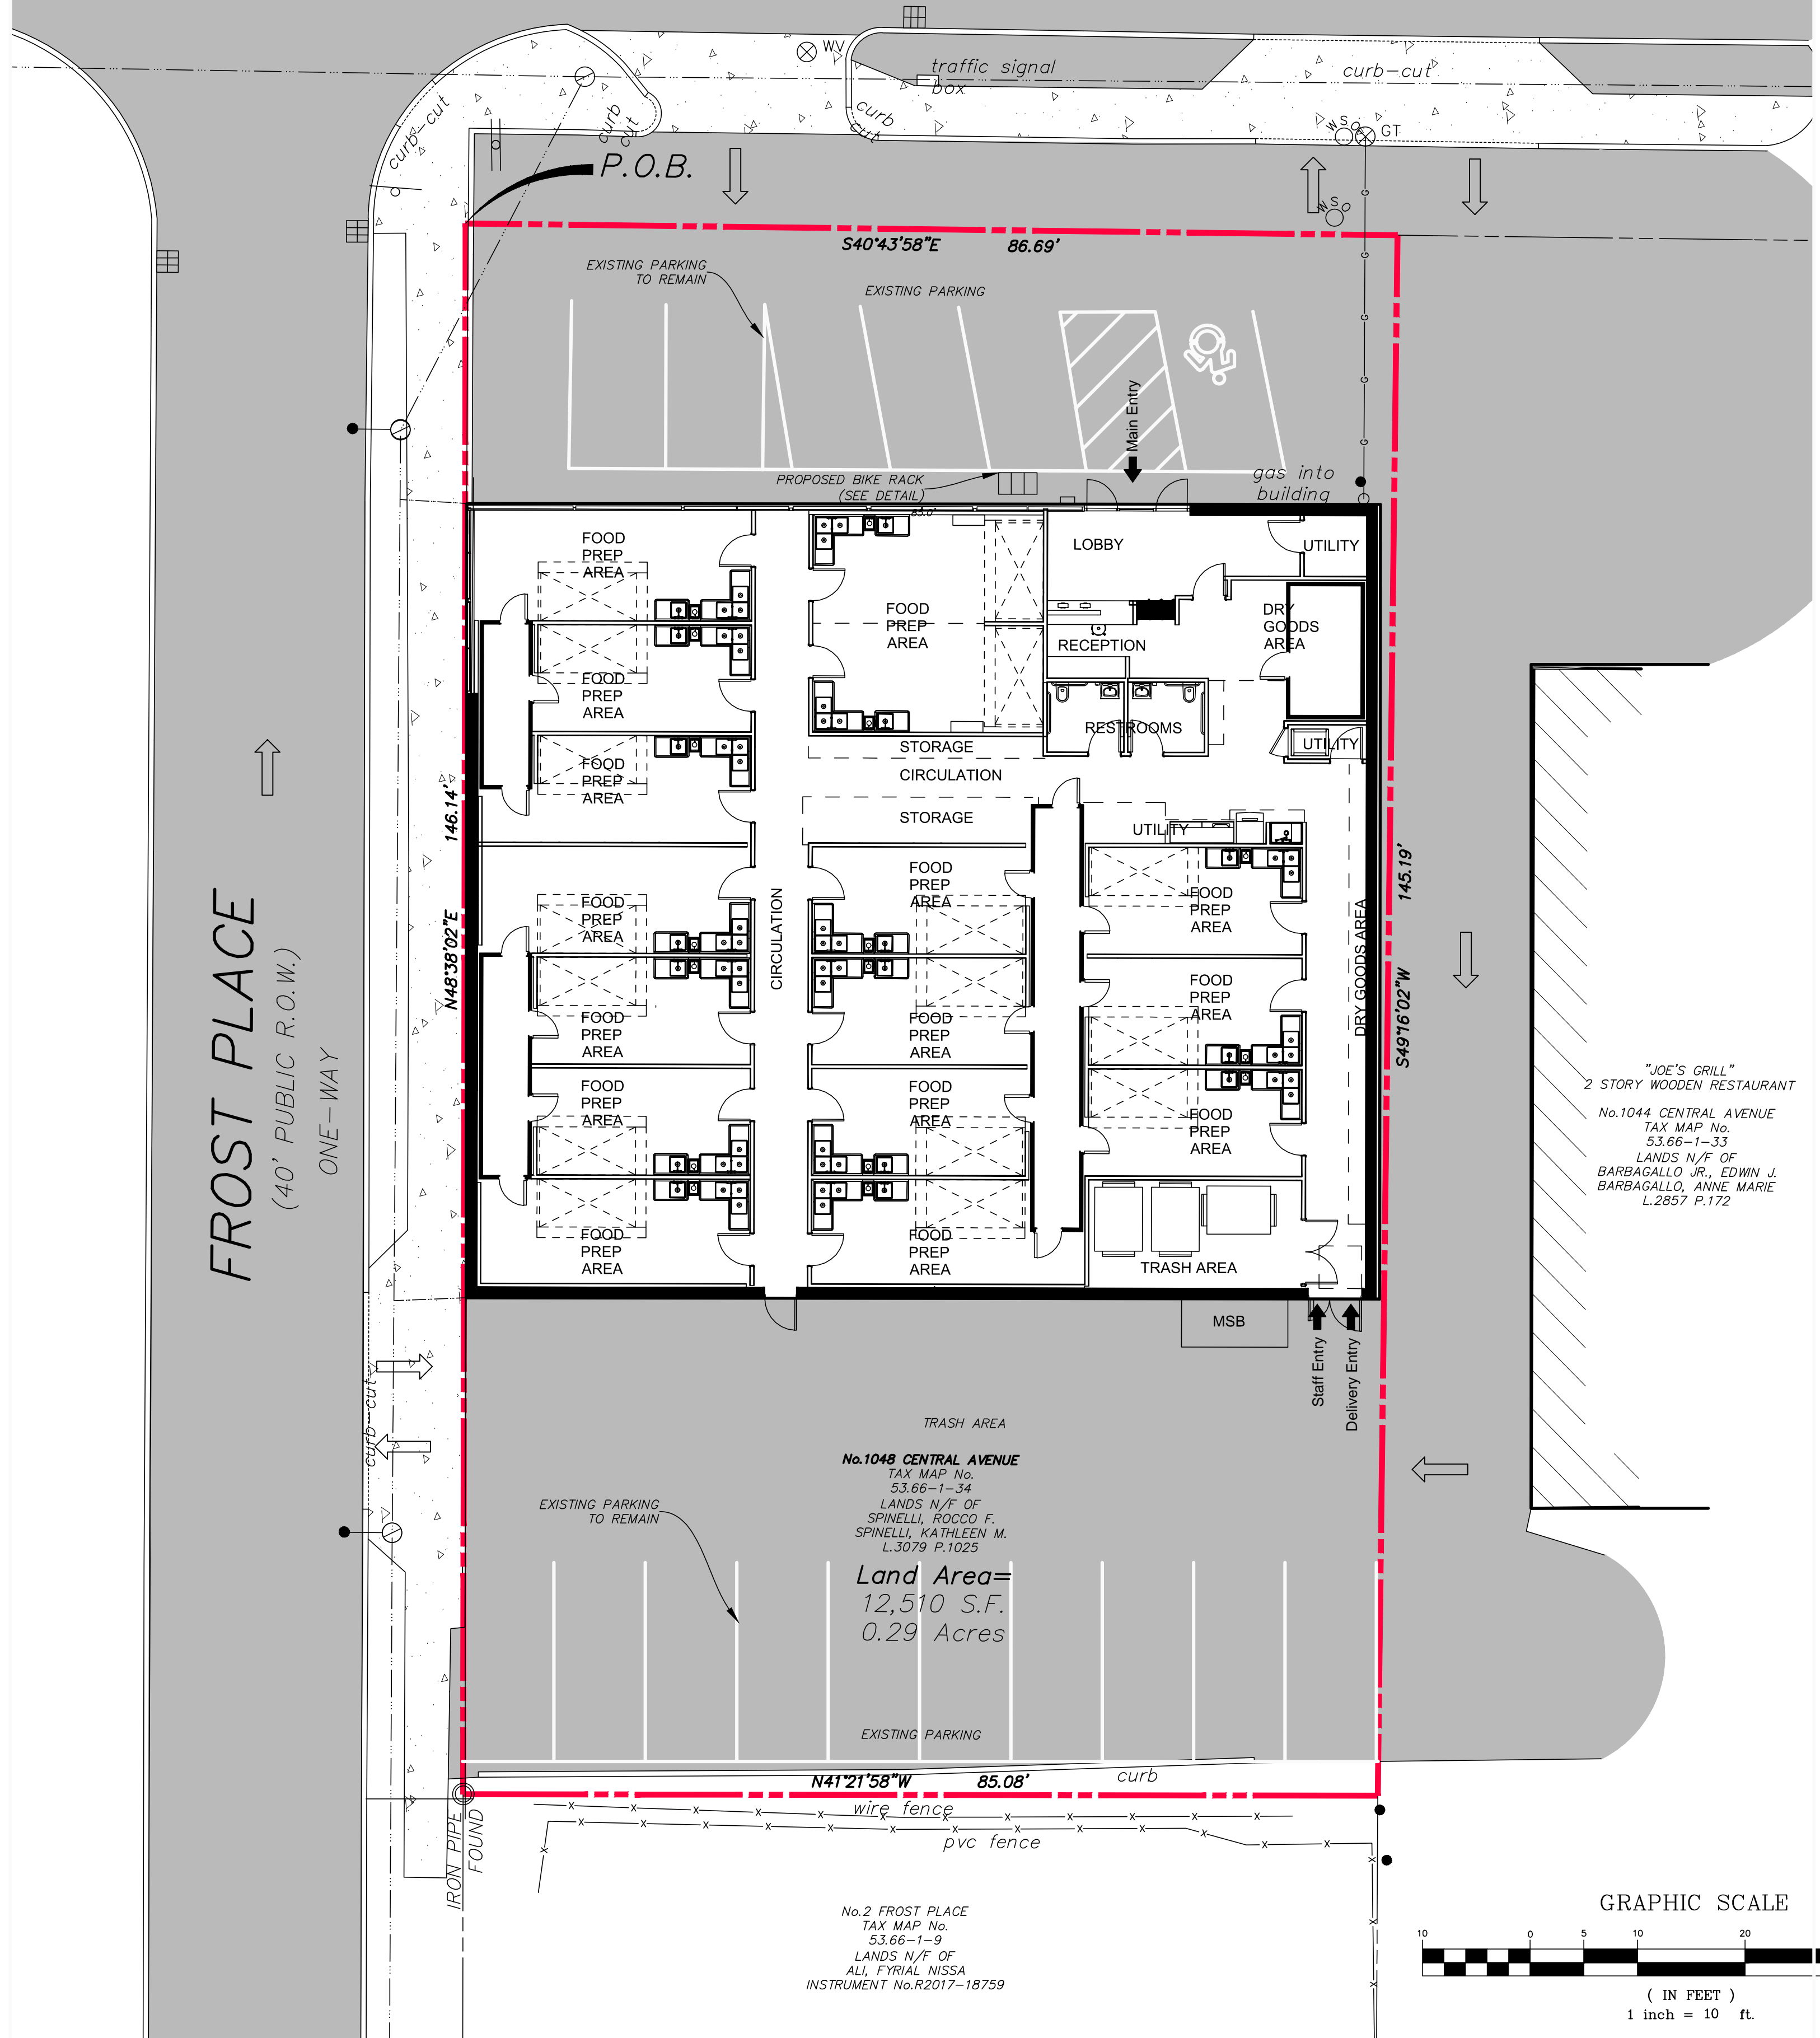 WV
traffic signal
box
curb-cut
curb-cut
curb
cut
curb
cut
W S O
GT
P.O.B.
W S O
S40°43'58"E 86.69'
G
EXISTING PARKING
TO REMAIN
EXISTING PARKING
G
G
G
Main Entry
G
PROPOSED BIKE RACK
(SEE DETAIL)
gas into
building
85.0'
FOOD
PREP
AREA
LOBBY
UTILITY
FOOD
PREP
AREA
DRY
GOODS
AREA
RECEPTION
FOOD
PREP
AREA
RESTROOMS
STORAGE
UTILITY
FOOD
PREP
AREA
CIRCULATION
STORAGE
UTILITY
N48°38'02"E 146.14'
S49°16'02"W 145.19'
CIRCULATION
FOOD
PREP
AREA
FOOD
PREP
AREA
FOOD
PREP
AREA
DRY GOODS AREA
FOOD
PREP
AREA
FOOD
PREP
AREA
FOOD
PREP
AREA
FOOD
PREP
AREA
FOOD
PREP
AREA
FOOD
PREP
AREA
FOOD
PREP
AREA
FOOD
PREP
AREA
TRASH AREA
FROST PLACE
(40' PUBLIC R.O.W.)
ONE-WAY
"JOE'S GRILL"
2 STORY WOODEN RESTAURANT
No.1044 CENTRAL AVENUE
TAX MAP No.
53.66-1-33
LANDS N/F OF
BARBAGALLO JR., EDWIN J.
BARBAGALLO, ANNE MARIE
L.2857 P.172
MSB
Staff Entry
Delivery Entry
curb-cut
TRASH AREA
No.1048 CENTRAL AVENUE
TAX MAP No.
53.66-1-34
LANDS N/F OF
SPINELLI, ROCCO F.
SPINELLI, KATHLEEN M.
L.3079 P.1025
EXISTING PARKING
TO REMAIN
Land Area=
12,510 S.F.
0.29 Acres
EXISTING PARKING
N41°21'58"W 85.08'
curb
wire fence
pvc fence
IRON PIPE
FOUND
No.2 FROST PLACE
TAX MAP No.
53.66-1-9
LANDS N/F OF
ALI, FYRIAL NISSA
INSTRUMENT No.R2017-18759
GRAPHIC SCALE
10 0 5 10 20
( IN FEET )
1 inch = 10 ft.